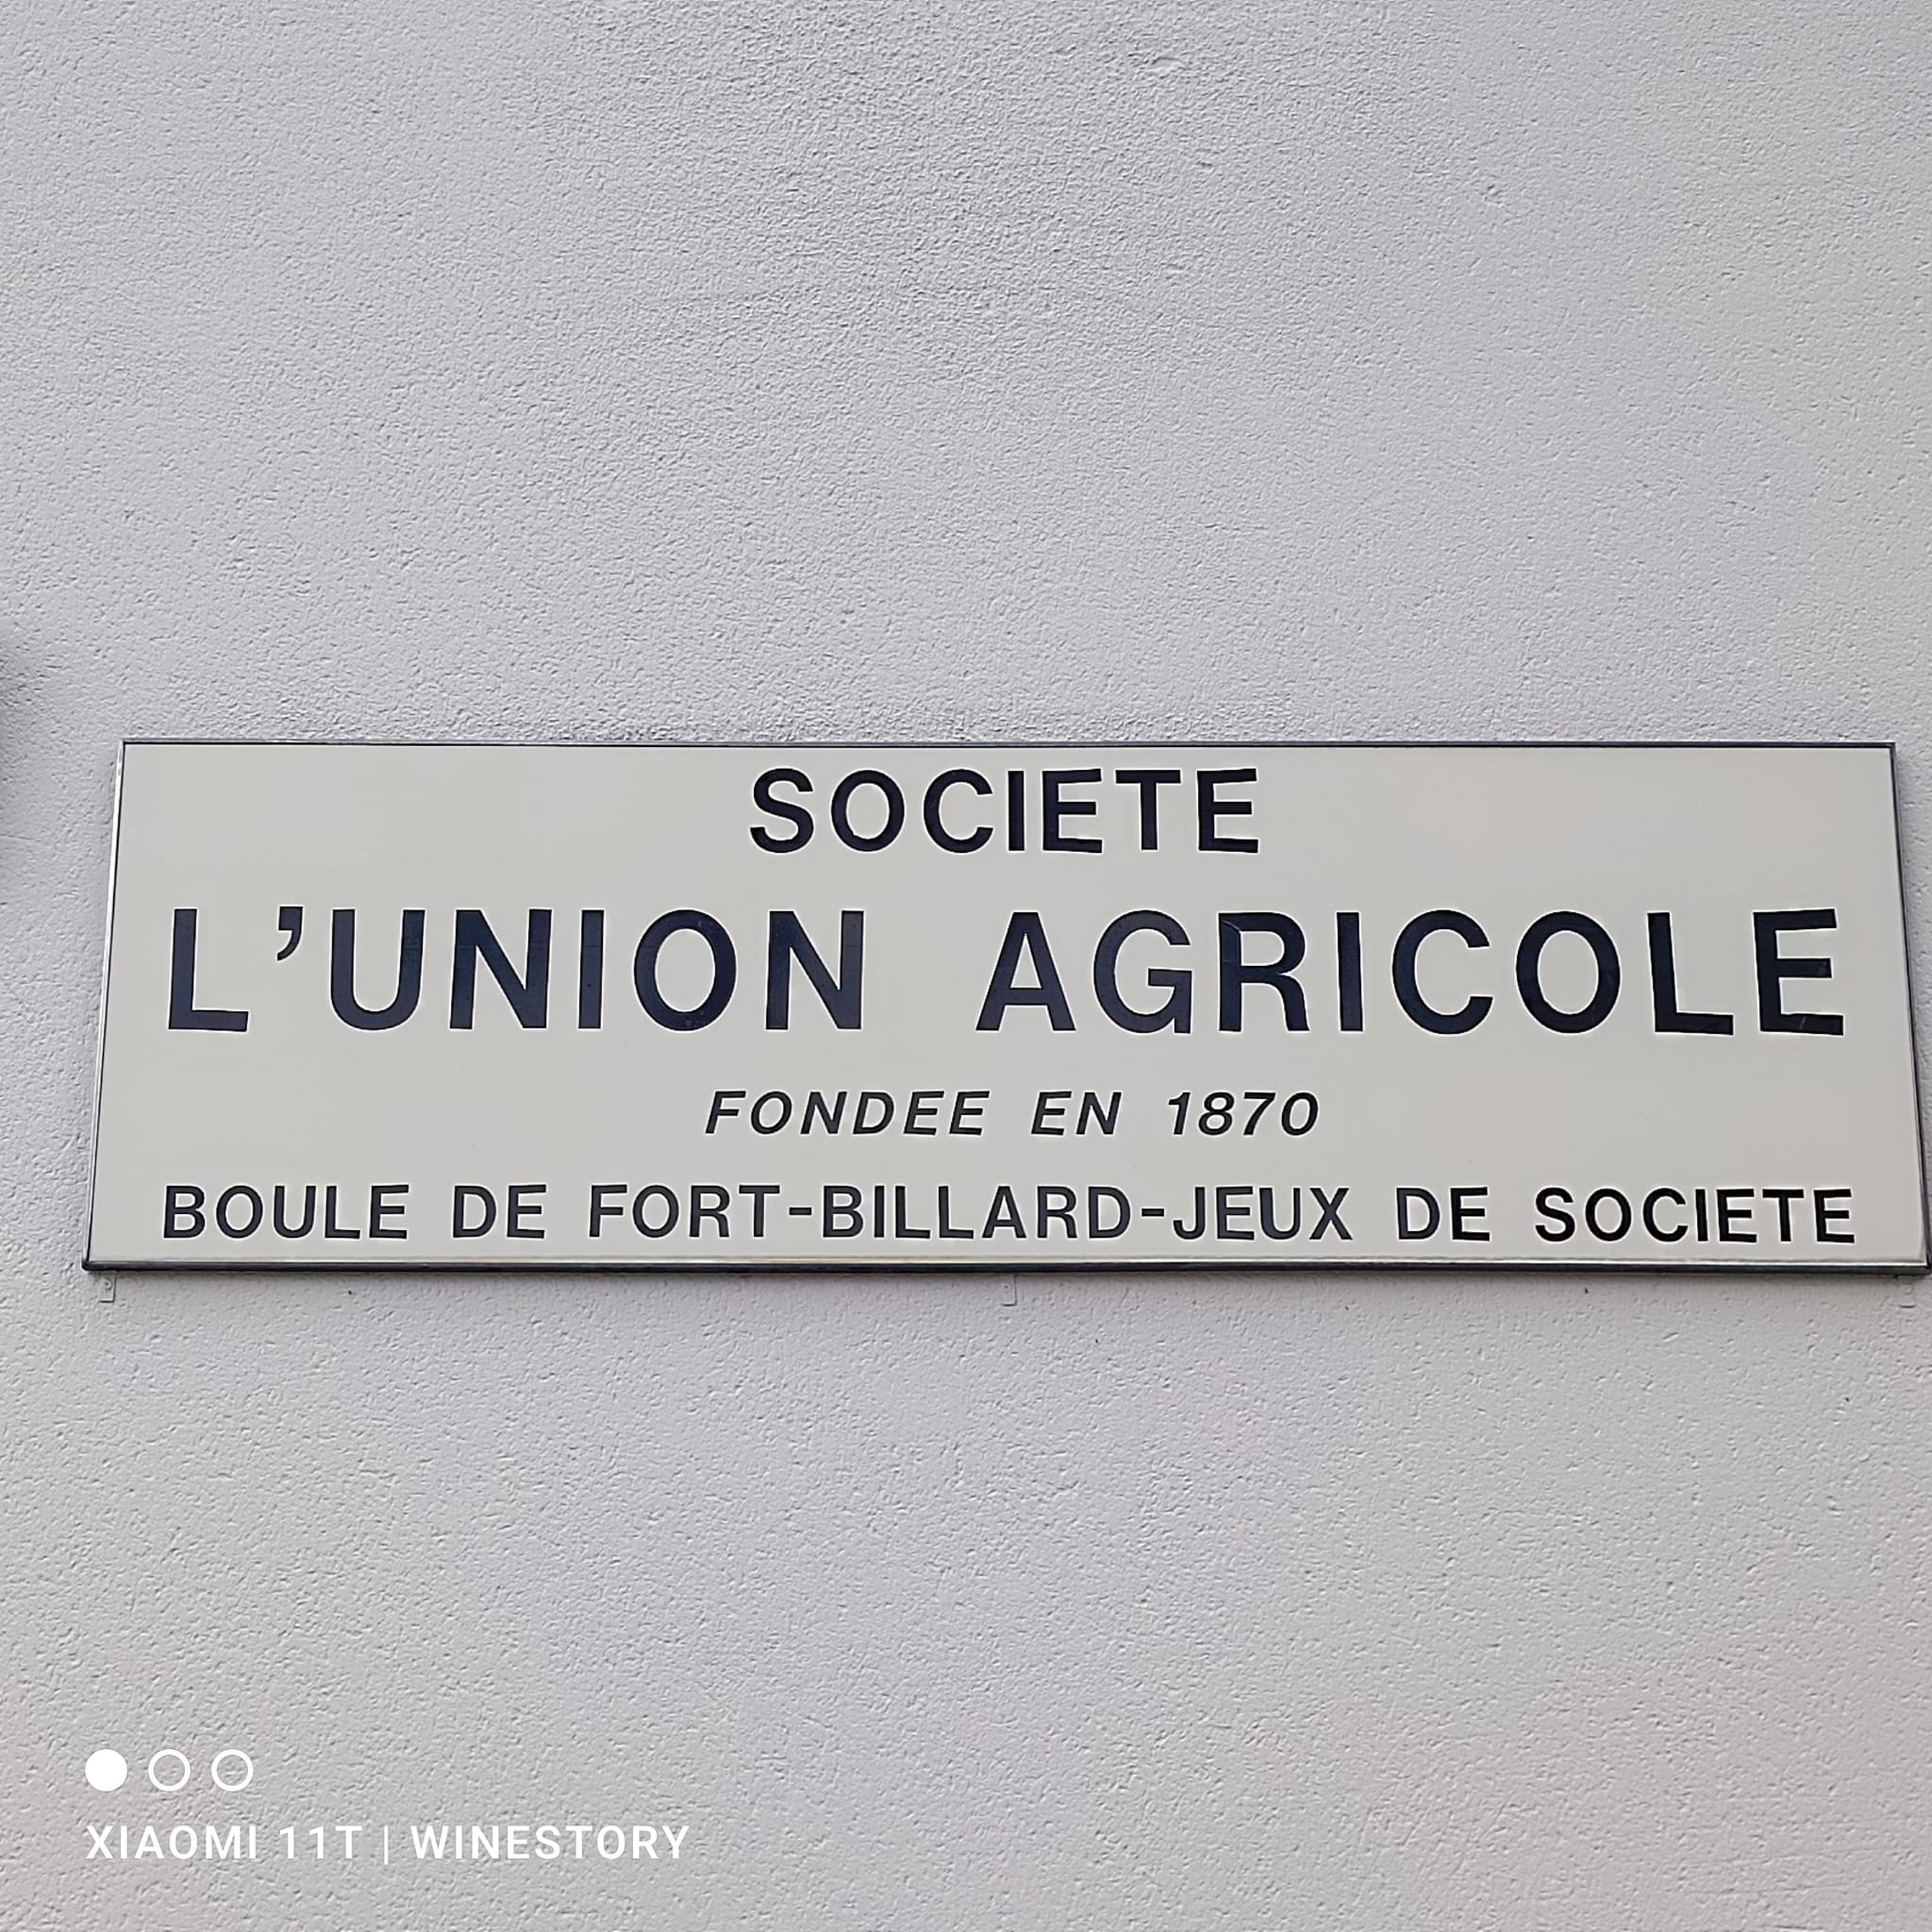 SOCIETE
L'UNION AGRICOLE
FONDEE EN 1870
BOULE DE FORT-BILLARD-JEUX DE SOCIETE
XIAOMI 11T | WINESTORY